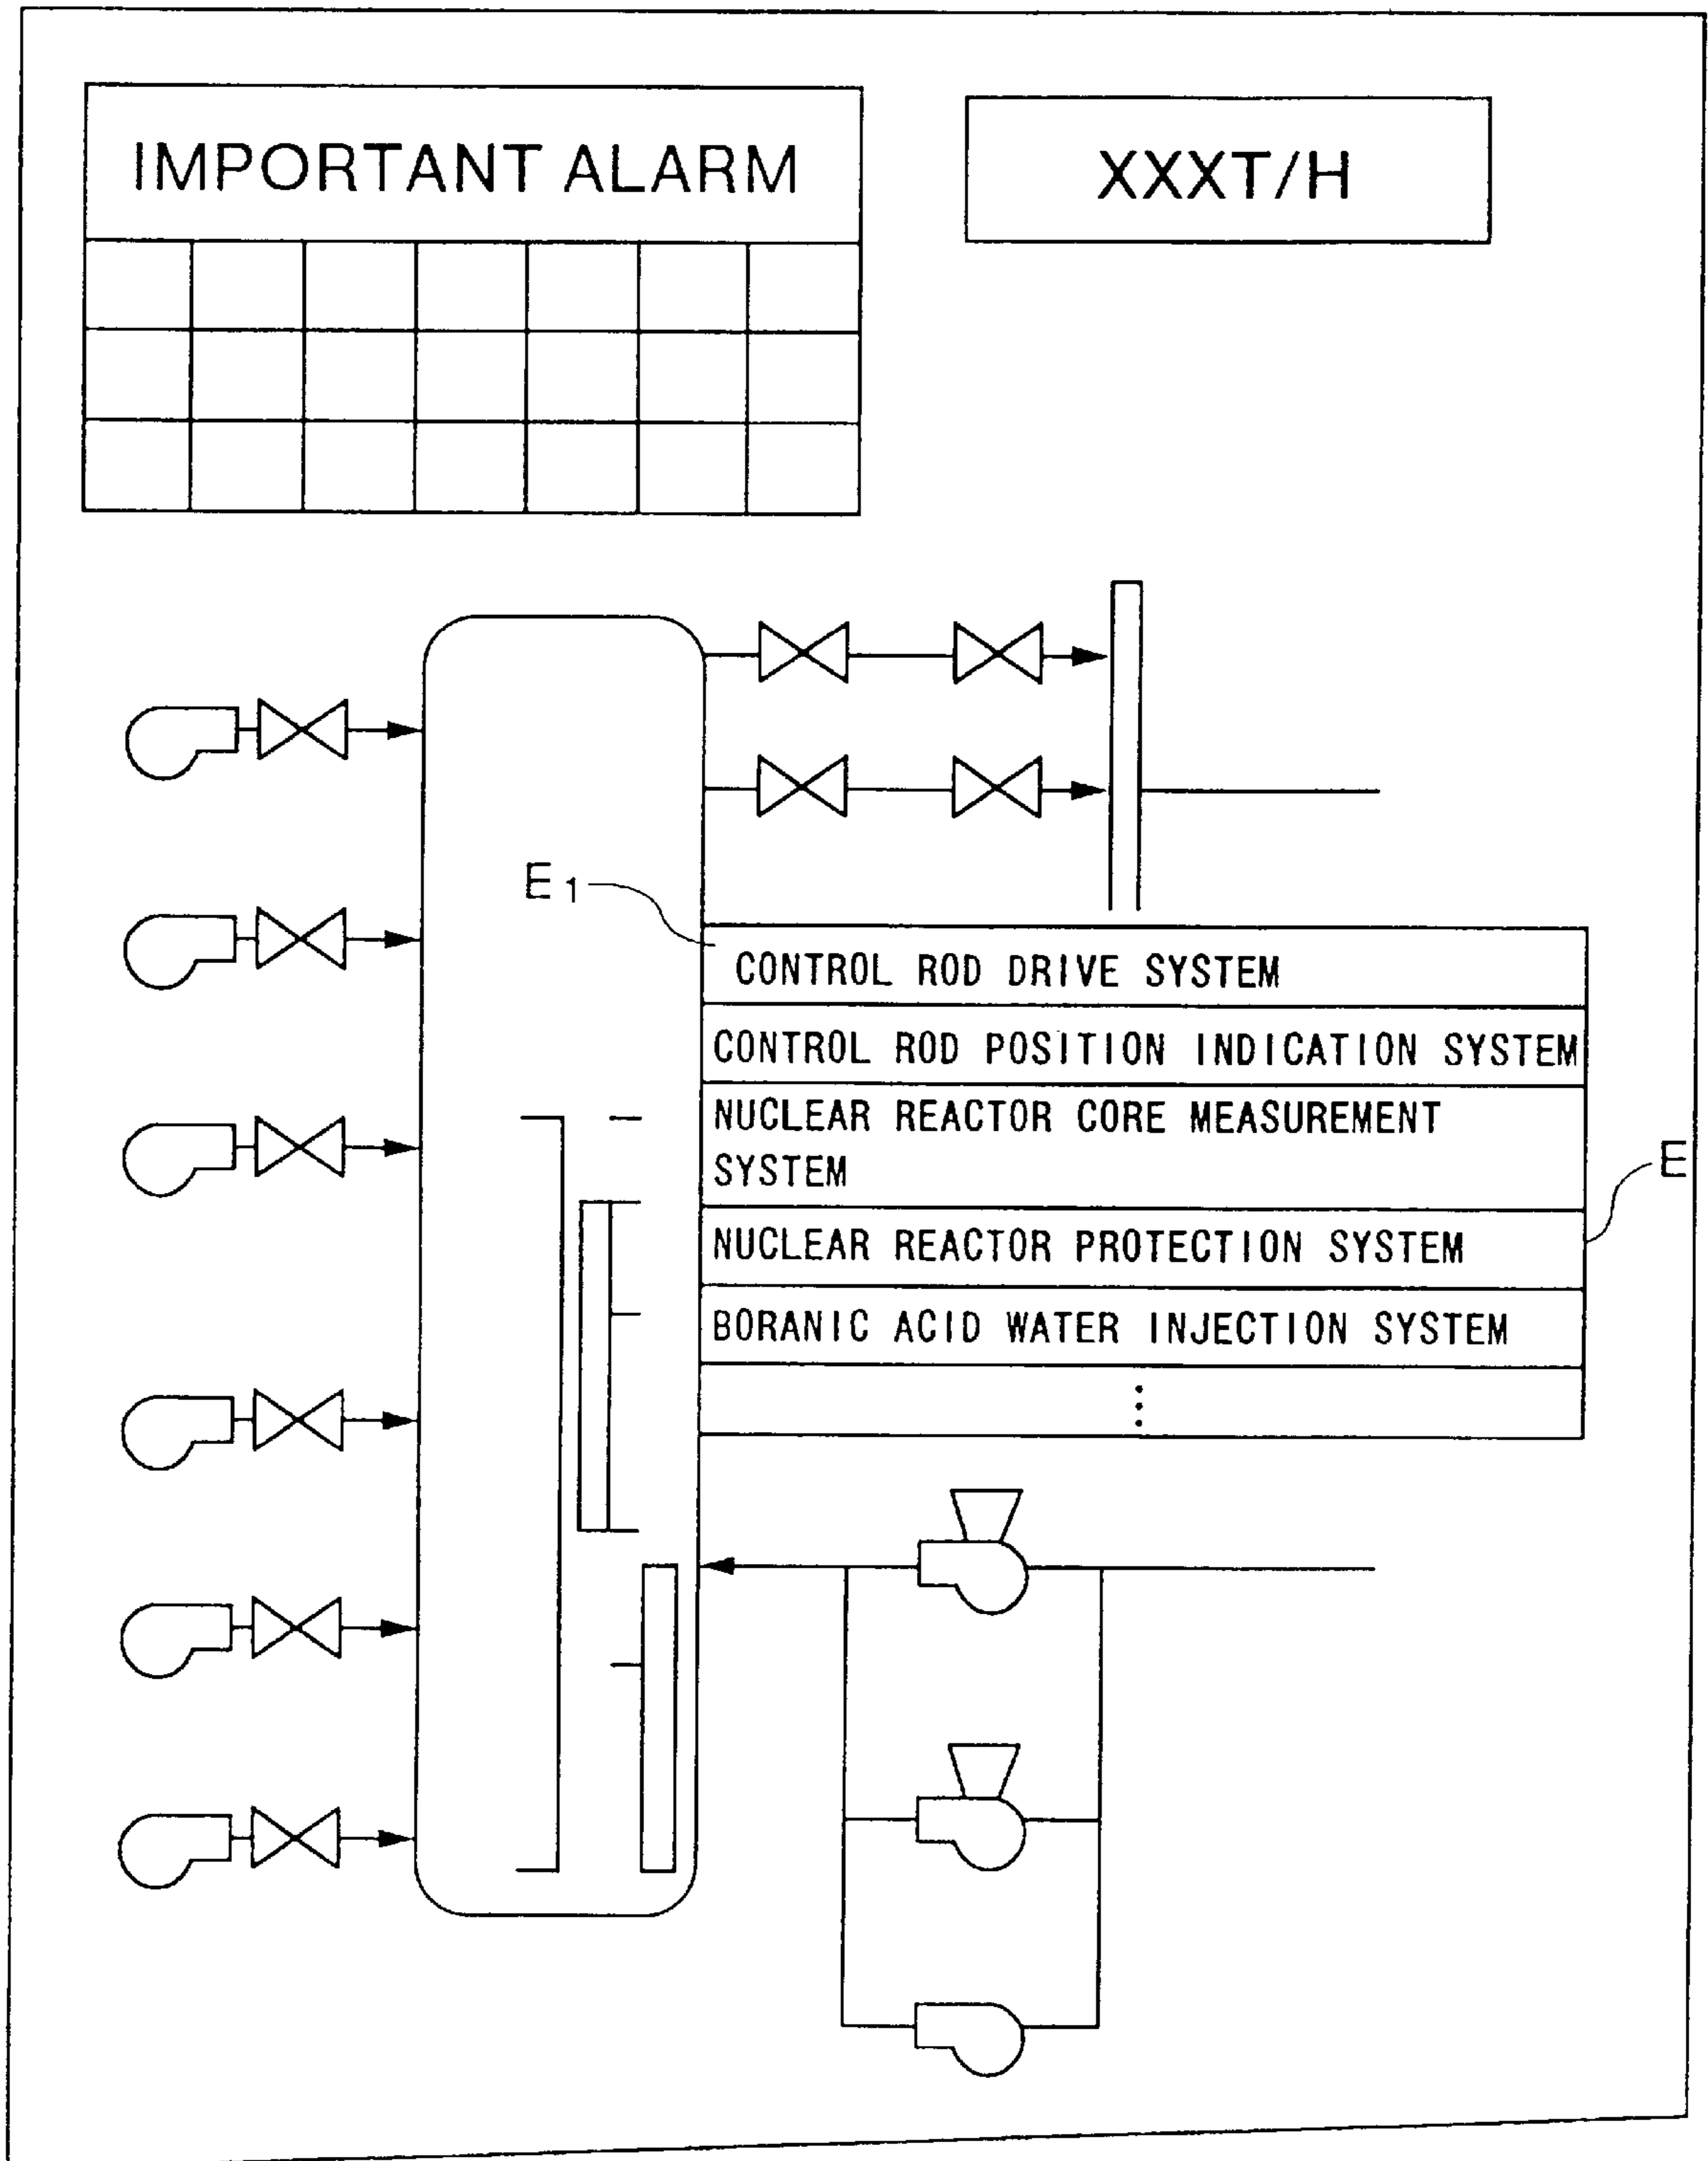 IMPORTANT ALARM
XXXT/H
E1
CONTROL ROD DRIVE SYSTEM
CONTROL ROD POSITION INDICATION SYSTEM
NUCLEAR REACTOR CORE MEASUREMENT
SYSTEM
E
NUCLEAR REACTOR PROTECTION SYSTEM
BORANIC ACID WATER INJECTION SYSTEM
⋮